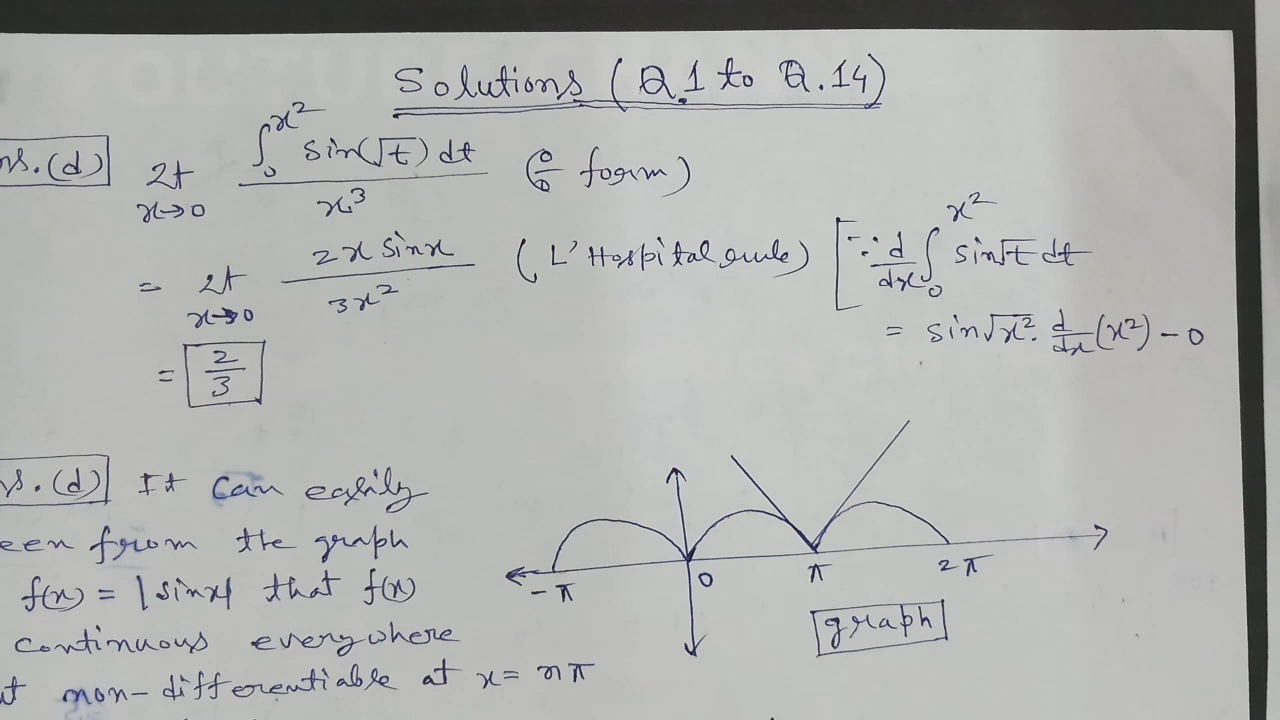 Solutions (Q.1 to Q.14)
ns.(d) lt x→0 ∫₀^x² sin(√t) dt / x³ (0/0 form)
= lt x→0 2x sinx / 3x² (L'Hospital rule) [∵ d/dx ∫₀^x² sin√t dt
= sin√x² · d/dx (x²) - 0
= 2/3
ns.(d) It can easily
een from the graph
f(x) = |sinx| that f(x)
continuous everywhere
ut non-differentiable at x = nπ
-π 0 π 2π
graph